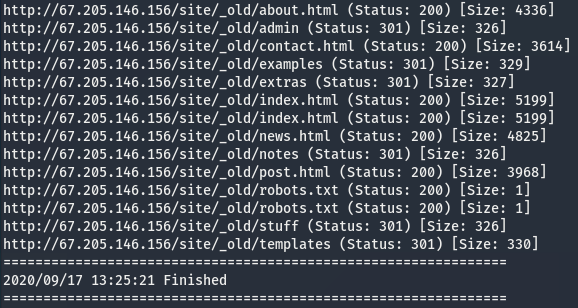 http://67.205.146.156/site/_old/about.html (Status: 200) [Size: 4336]
http://67.205.146.156/site/_old/admin (Status: 301) [Size: 326]
http://67.205.146.156/site/_old/contact.html (Status: 200) [Size: 3614]
http://67.205.146.156/site/_old/examples (Status: 301) [Size: 329]
http://67.205.146.156/site/_old/extras (Status: 301) [Size: 327]
http://67.205.146.156/site/_old/index.html (Status: 200) [Size: 5199]
http://67.205.146.156/site/_old/index.html (Status: 200) [Size: 5199]
http://67.205.146.156/site/_old/news.html (Status: 200) [Size: 4825]
http://67.205.146.156/site/_old/notes (Status: 301) [Size: 326]
http://67.205.146.156/site/_old/post.html (Status: 200) [Size: 3968]
http://67.205.146.156/site/_old/robots.txt (Status: 200) [Size: 1]
http://67.205.146.156/site/_old/robots.txt (Status: 200) [Size: 1]
http://67.205.146.156/site/_old/stuff (Status: 301) [Size: 326]
http://67.205.146.156/site/_old/templates (Status: 301) [Size: 330]
===============================================================
2020/09/17 13:25:21 Finished
===============================================================